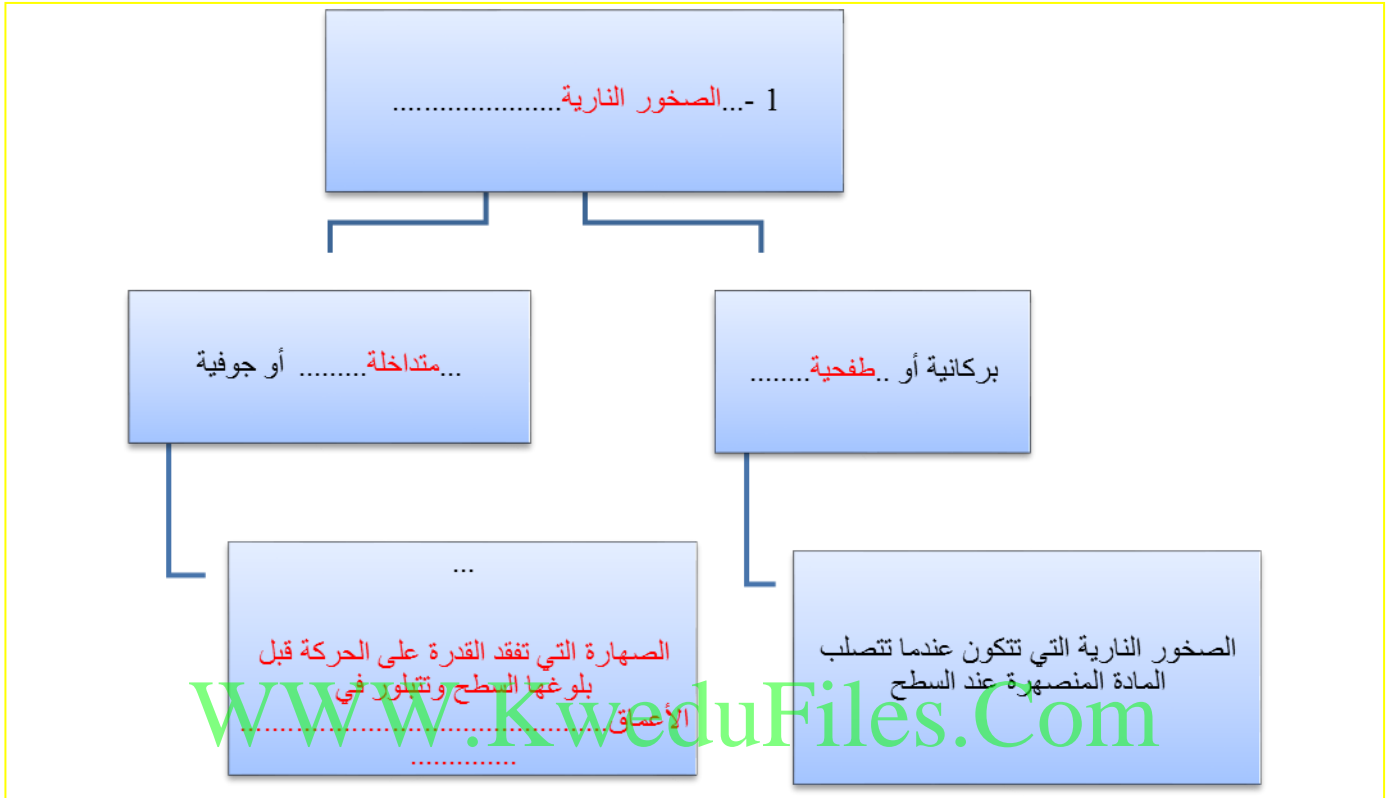 1 -...الصخور النارية.....................
بركانية أو ..طفحية........
...متداخلة......... أو جوفية
الصخور النارية التي تتكون عندما تتصلب
المادة المنصهرة عند السطح
...
الصهارة التي تفقد القدرة على الحركة قبل
بلوغها السطح وتتبلور في
الأعماق..............................................
..............
WWW.KweduFiles.Com